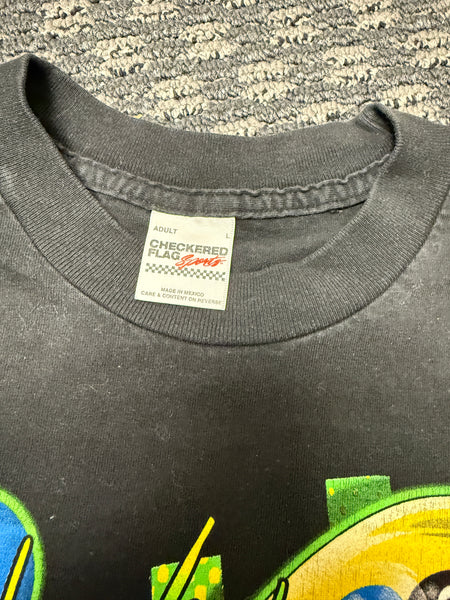 ADULT L
CHECKERED
FLAG Sports
MADE IN MEXICO
CARE & CONTENT ON REVERSE